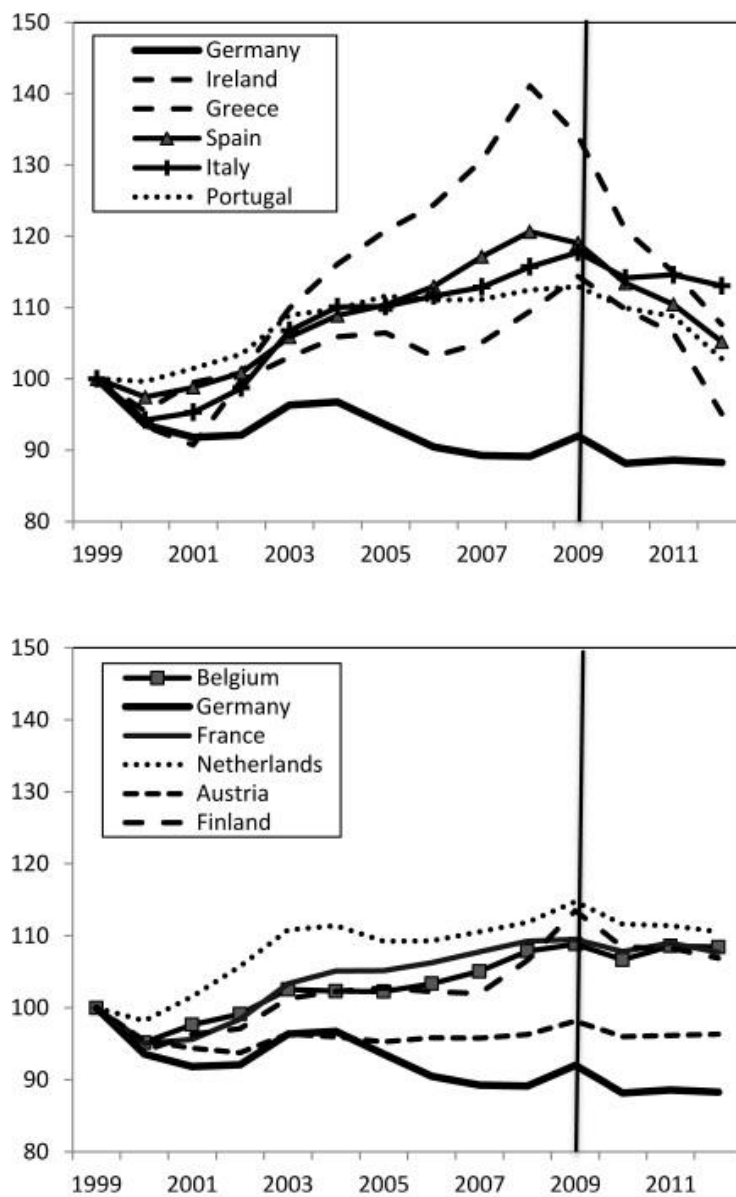 150
140
130
120
110
100
90
80
Germany
Ireland
Greece
Spain
Italy
Portugal
1999 2001 2003 2005 2007 2009 2011
150
140
130
120
110
100
90
80
Belgium
Germany
France
Netherlands
Austria
Finland
1999 2001 2003 2005 2007 2009 2011